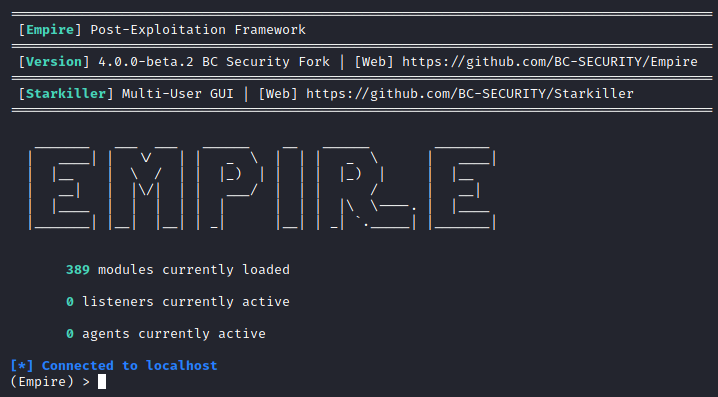 [Empire] Post-Exploitation Framework
[Version] 4.0.0-beta.2 BC Security Fork | [Web] https://github.com/BC-SECURITY/Empire
[Starkiller] Multi-User GUI | [Web] https://github.com/BC-SECURITY/Starkiller
EMPIRE
389 modules currently loaded
0 listeners currently active
0 agents currently active
[*] Connected to localhost
(Empire) >